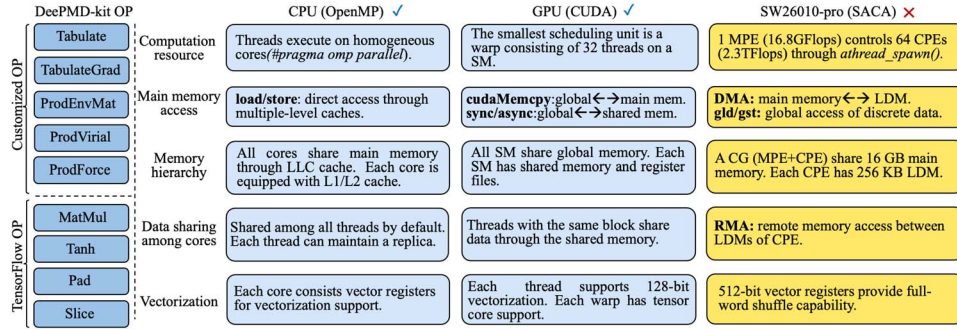 DeePMD-kit OP
CPU (OpenMP) ✓
GPU (CUDA) ✓
SW26010-pro (SACA) ✕
Customized OP
Tabulate
TabulateGrad
ProdEnvMat
ProdVirial
ProdForce
TensorFlow OP
MatMul
Tanh
Pad
Slice
Computation
resource
Threads execute on homogeneous
cores(#pragma omp parallel).
The smallest scheduling unit is a
warp consisting of 32 threads on a
SM.
1 MPE (16.8GFlops) controls 64 CPEs
(2.3TFlops) through athread_spawn().
Main memory
access
load/store: direct access through
multiple-level caches.
cudaMemcpy:global←→main mem.
sync/async:global←→shared mem.
DMA: main memory←→ LDM.
gld/gst: global access of discrete data.
Memory
hierarchy
All cores share main memory
through LLC cache. Each core is
equipped with L1/L2 cache.
All SM share global memory. Each
SM has shared memory and register
files.
A CG (MPE+CPE) share 16 GB main
memory. Each CPE has 256 KB LDM.
Data sharing
among cores
Shared among all threads by default.
Each thread can maintain a replica.
Threads with the same block share
data through the shared memory.
RMA: remote memory access between
LDMs of CPE.
Vectorization
Each core consists vector registers
for vectorization support.
Each thread supports 128-bit
vectorization. Each warp has tensor
core support.
512-bit vector registers provide full-
word shuffle capability.